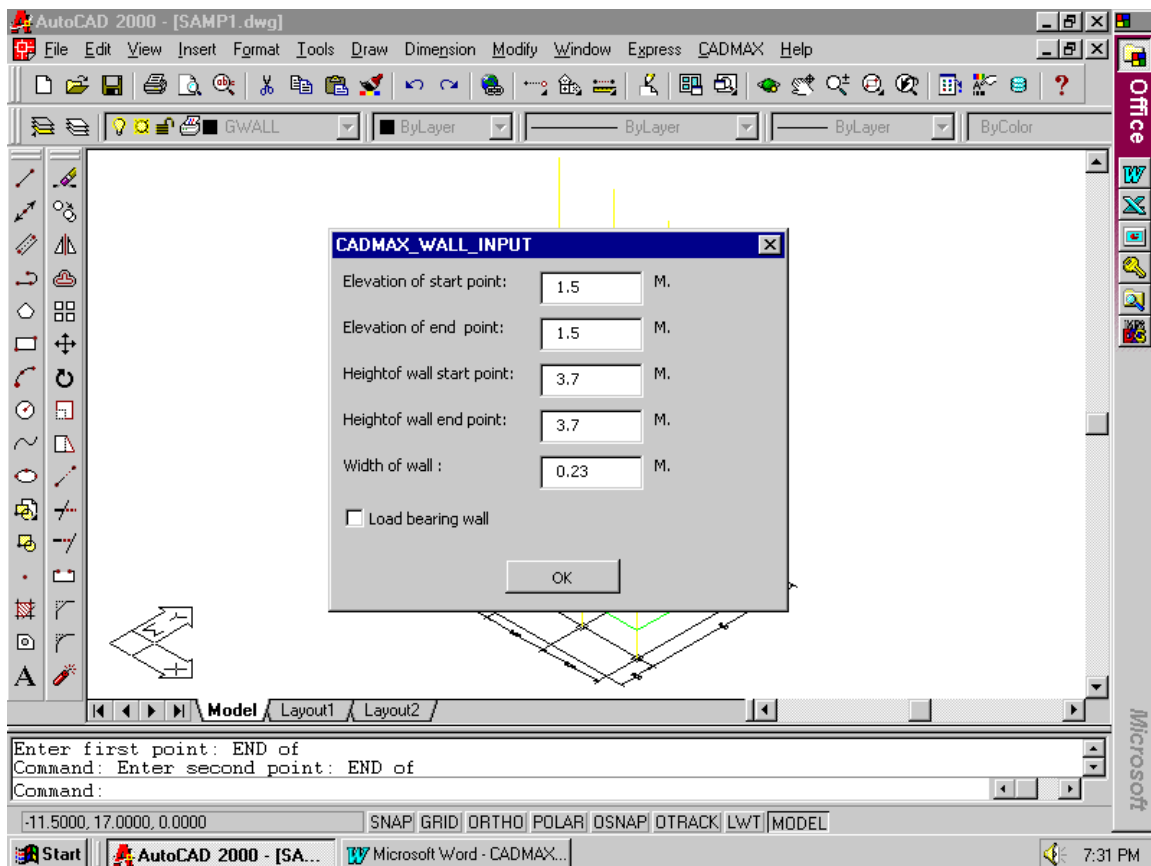 AutoCAD 2000 - [SAMP1.dwg]
File Edit View Insert Format Tools Draw Dimension Modify Window Express CADMAX Help
GWALL ByLayer ByLayer ByLayer ByColor
Office
CADMAX_WALL_INPUT
Elevation of start point: 1.5 M.
Elevation of end point: 1.5 M.
Heightof wall start point: 3.7 M.
Heightof wall end point: 3.7 M.
Width of wall : 0.23 M.
Load bearing wall
OK
A
Model Layout1 Layout2
Enter first point: END of
Command: Enter second point: END of
Command:
-11.5000, 17.0000, 0.0000 SNAP GRID ORTHO POLAR OSNAP OTRACK LWT MODEL
Microsoft
Start AutoCAD 2000 - [SA... Microsoft Word - CADMAX... 7:31 PM